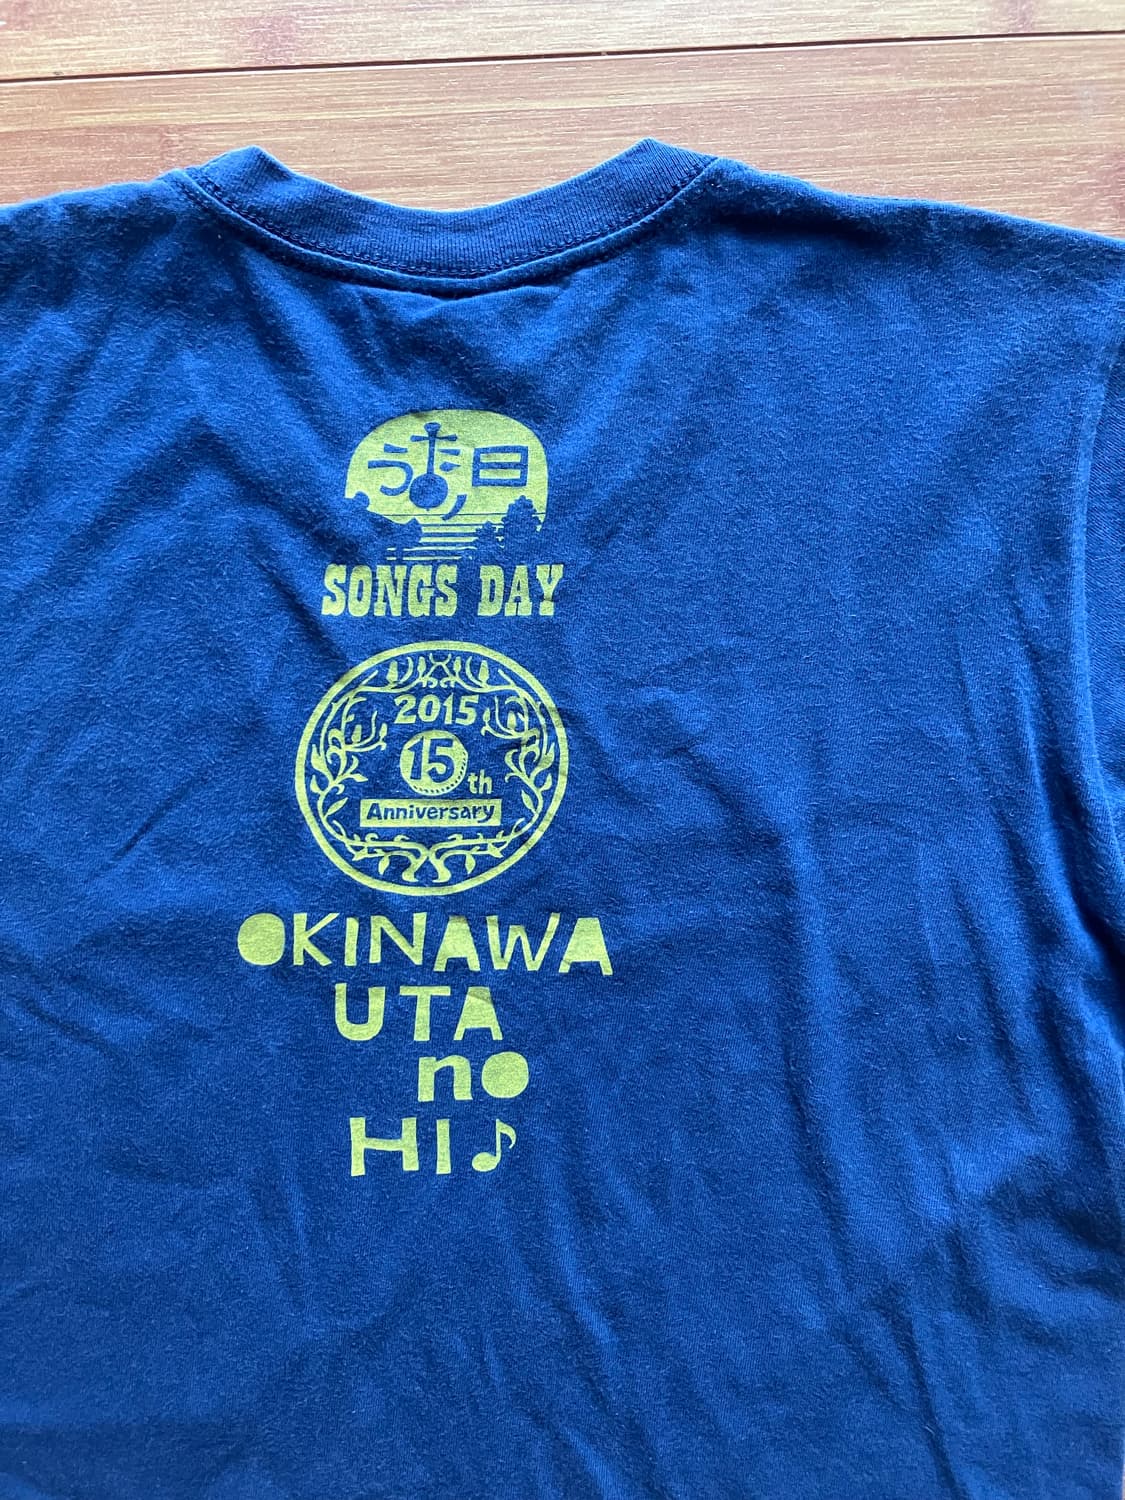 うたの日
SONGS DAY
2015
15th
Anniversary
OKINAWA
UTA
no
HI♪